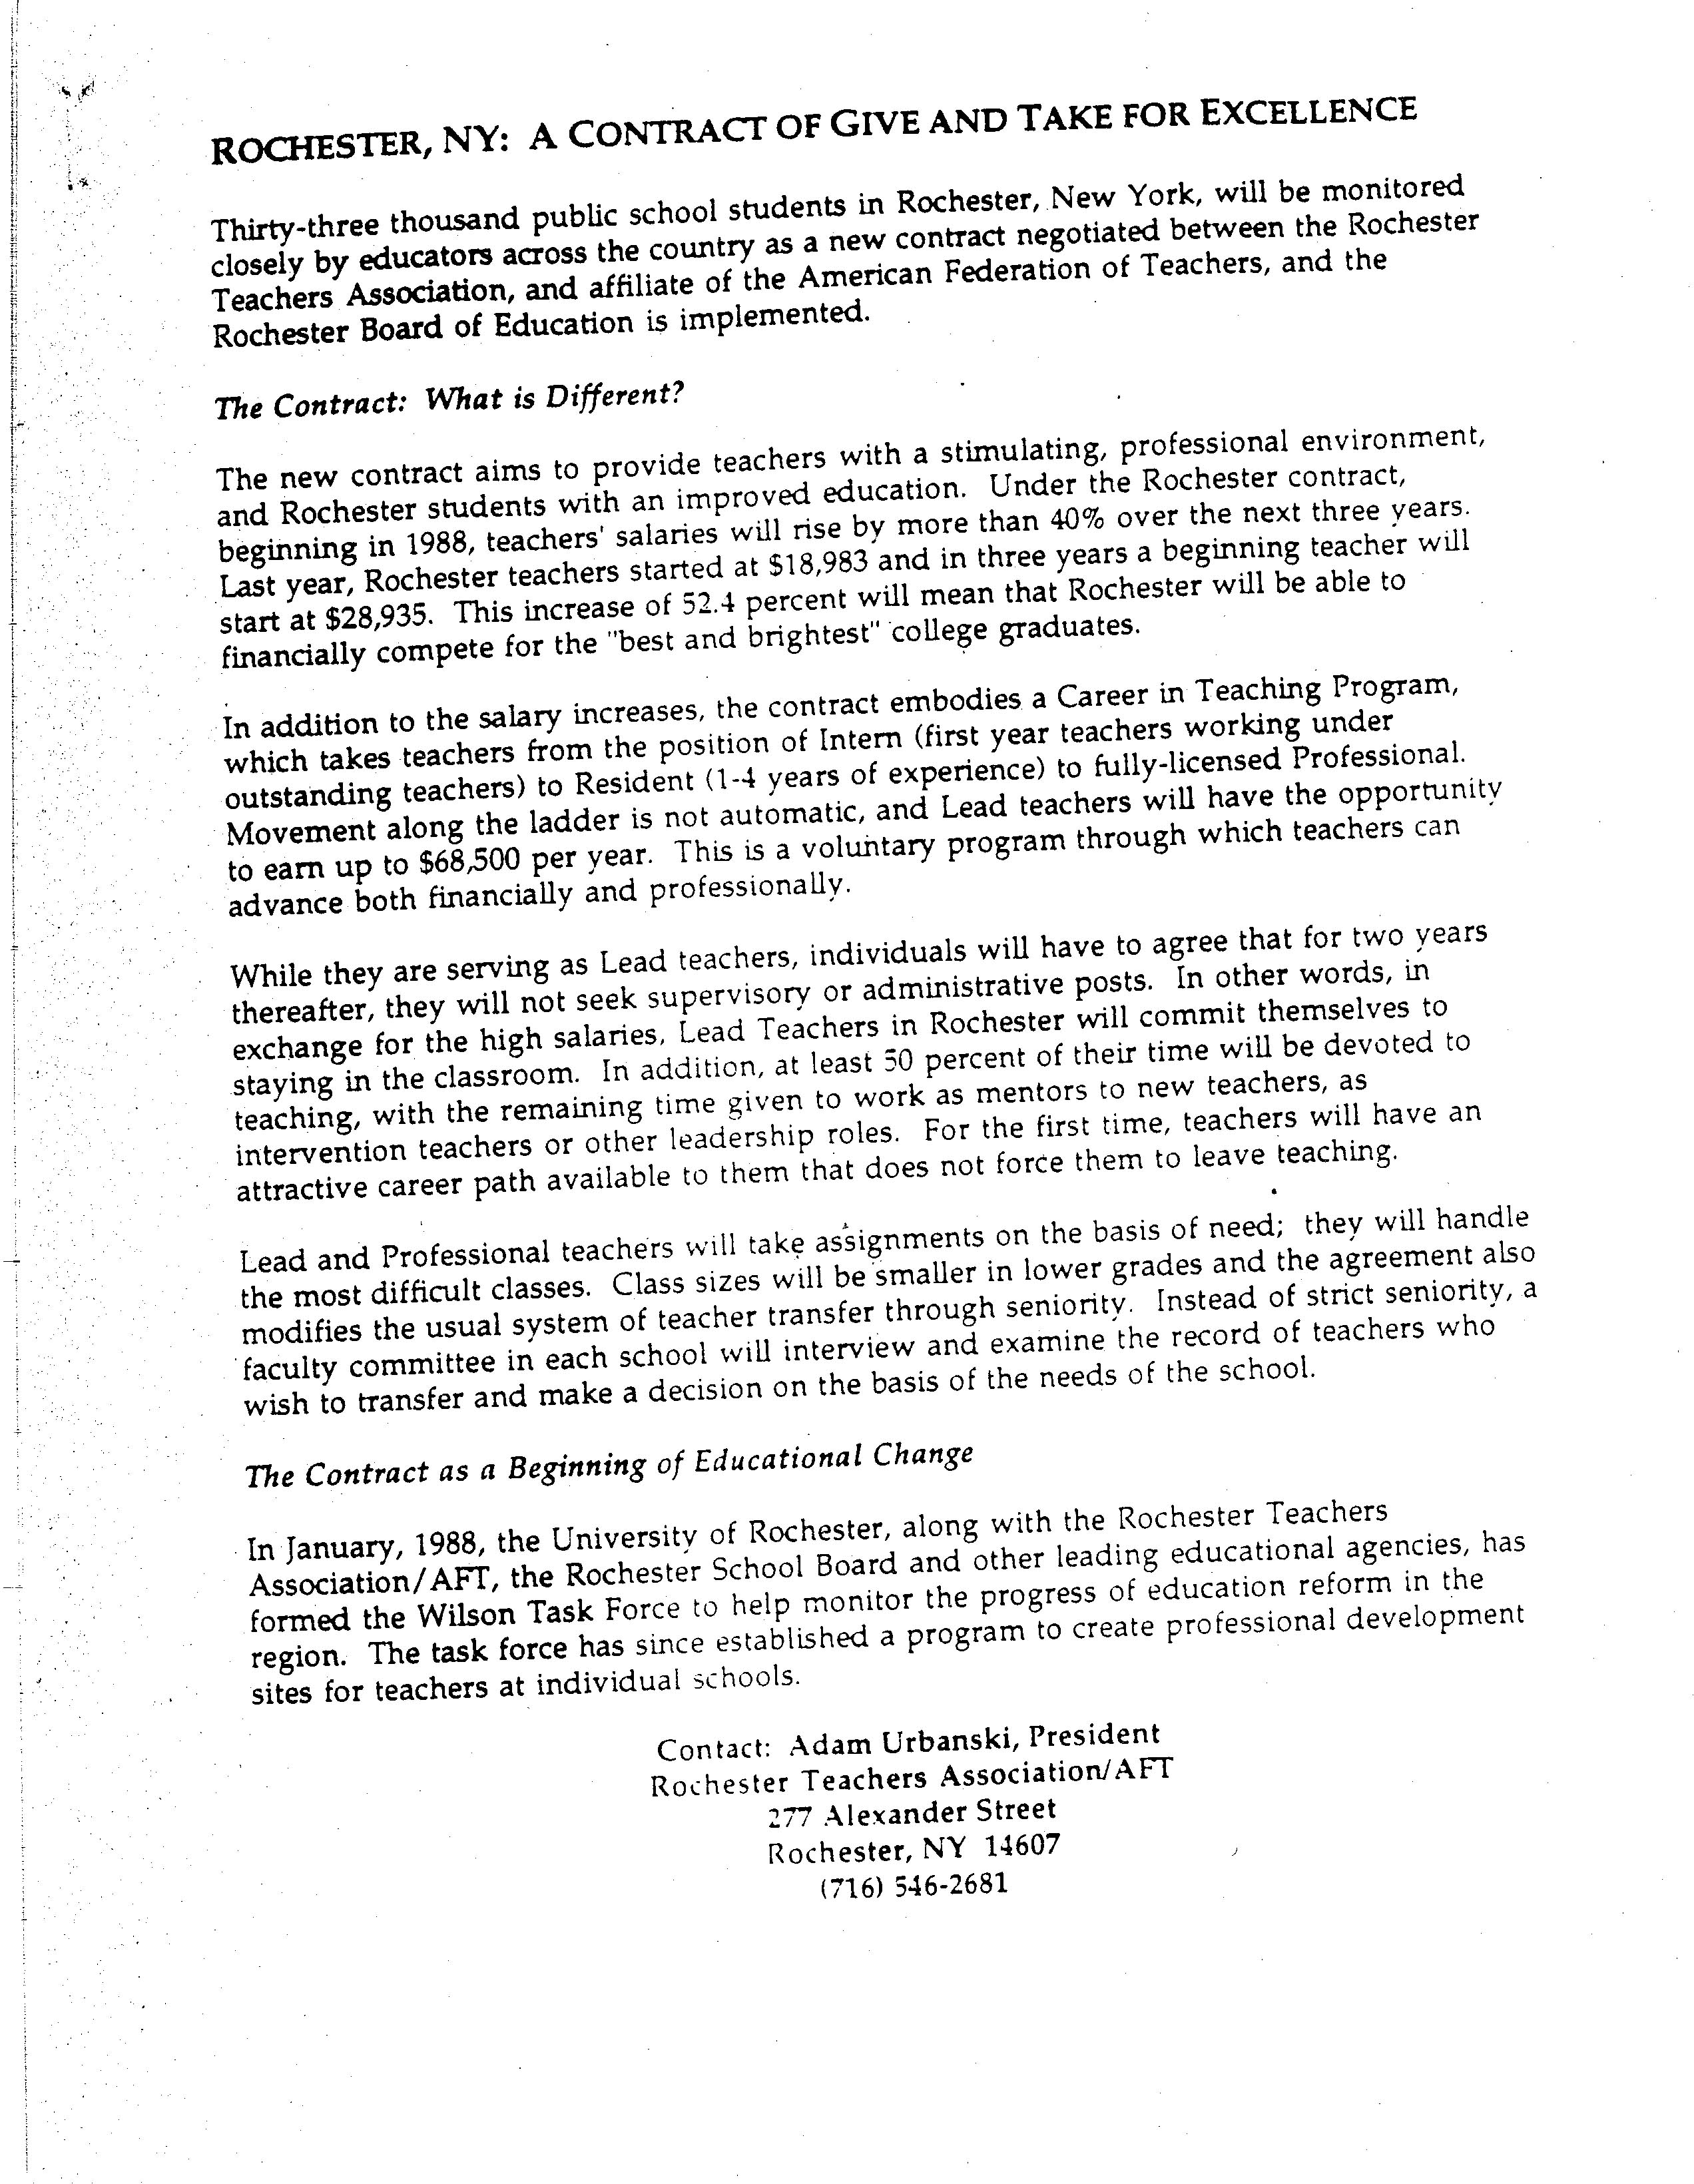 ROCHESTER, NY: A CONTRACT OF GIVE AND TAKE FOR EXCELLENCE
Thirty-three thousand public school students in Rochester, New York, will be monitored
closely by educators across the country as a new contract negotiated between the Rochester
Teachers Association, and affiliate of the American Federation of Teachers, and the
Rochester Board of Education is implemented.
The Contract: What is Different?
The new contract aims to provide teachers with a stimulating, professional environment,
and Rochester students with an improved education. Under the Rochester contract,
beginning in 1988, teachers' salaries will rise by more than 40% over the next three years.
Last year, Rochester teachers started at $18,983 and in three years a beginning teacher will
start at $28,935. This increase of 52.4 percent will mean that Rochester will be able to
financially compete for the "best and brightest" college graduates.
In addition to the salary increases, the contract embodies a Career in Teaching Program,
which takes teachers from the position of Intern (first year teachers working under
outstanding teachers) to Resident (1-4 years of experience) to fully-licensed Professional.
Movement along the ladder is not automatic, and Lead teachers will have the opportunity
to earn up to $68,500 per year. This is a voluntary program through which teachers can
advance both financially and professionally.
While they are serving as Lead teachers, individuals will have to agree that for two years
thereafter, they will not seek supervisory or administrative posts. In other words, in
exchange for the high salaries, Lead Teachers in Rochester will commit themselves to
staying in the classroom. In addition, at least 50 percent of their time will be devoted to
teaching, with the remaining time given to work as mentors to new teachers, as
intervention teachers or other leadership roles. For the first time, teachers will have an
attractive career path available to them that does not force them to leave teaching.
Lead and Professional teachers will take assignments on the basis of need; they will handle
the most difficult classes. Class sizes will be smaller in lower grades and the agreement also
modifies the usual system of teacher transfer through seniority. Instead of strict seniority, a
faculty committee in each school will interview and examine the record of teachers who
wish to transfer and make a decision on the basis of the needs of the school.
The Contract as a Beginning of Educational Change
In January, 1988, the University of Rochester, along with the Rochester Teachers
Association/AFT, the Rochester School Board and other leading educational agencies, has
formed the Wilson Task Force to help monitor the progress of education reform in the
region. The task force has since established a program to create professional development
sites for teachers at individual schools.
Contact: Adam Urbanski, President
Rochester Teachers Association/AFT
277 Alexander Street
Rochester, NY 14607
(716) 546-2681